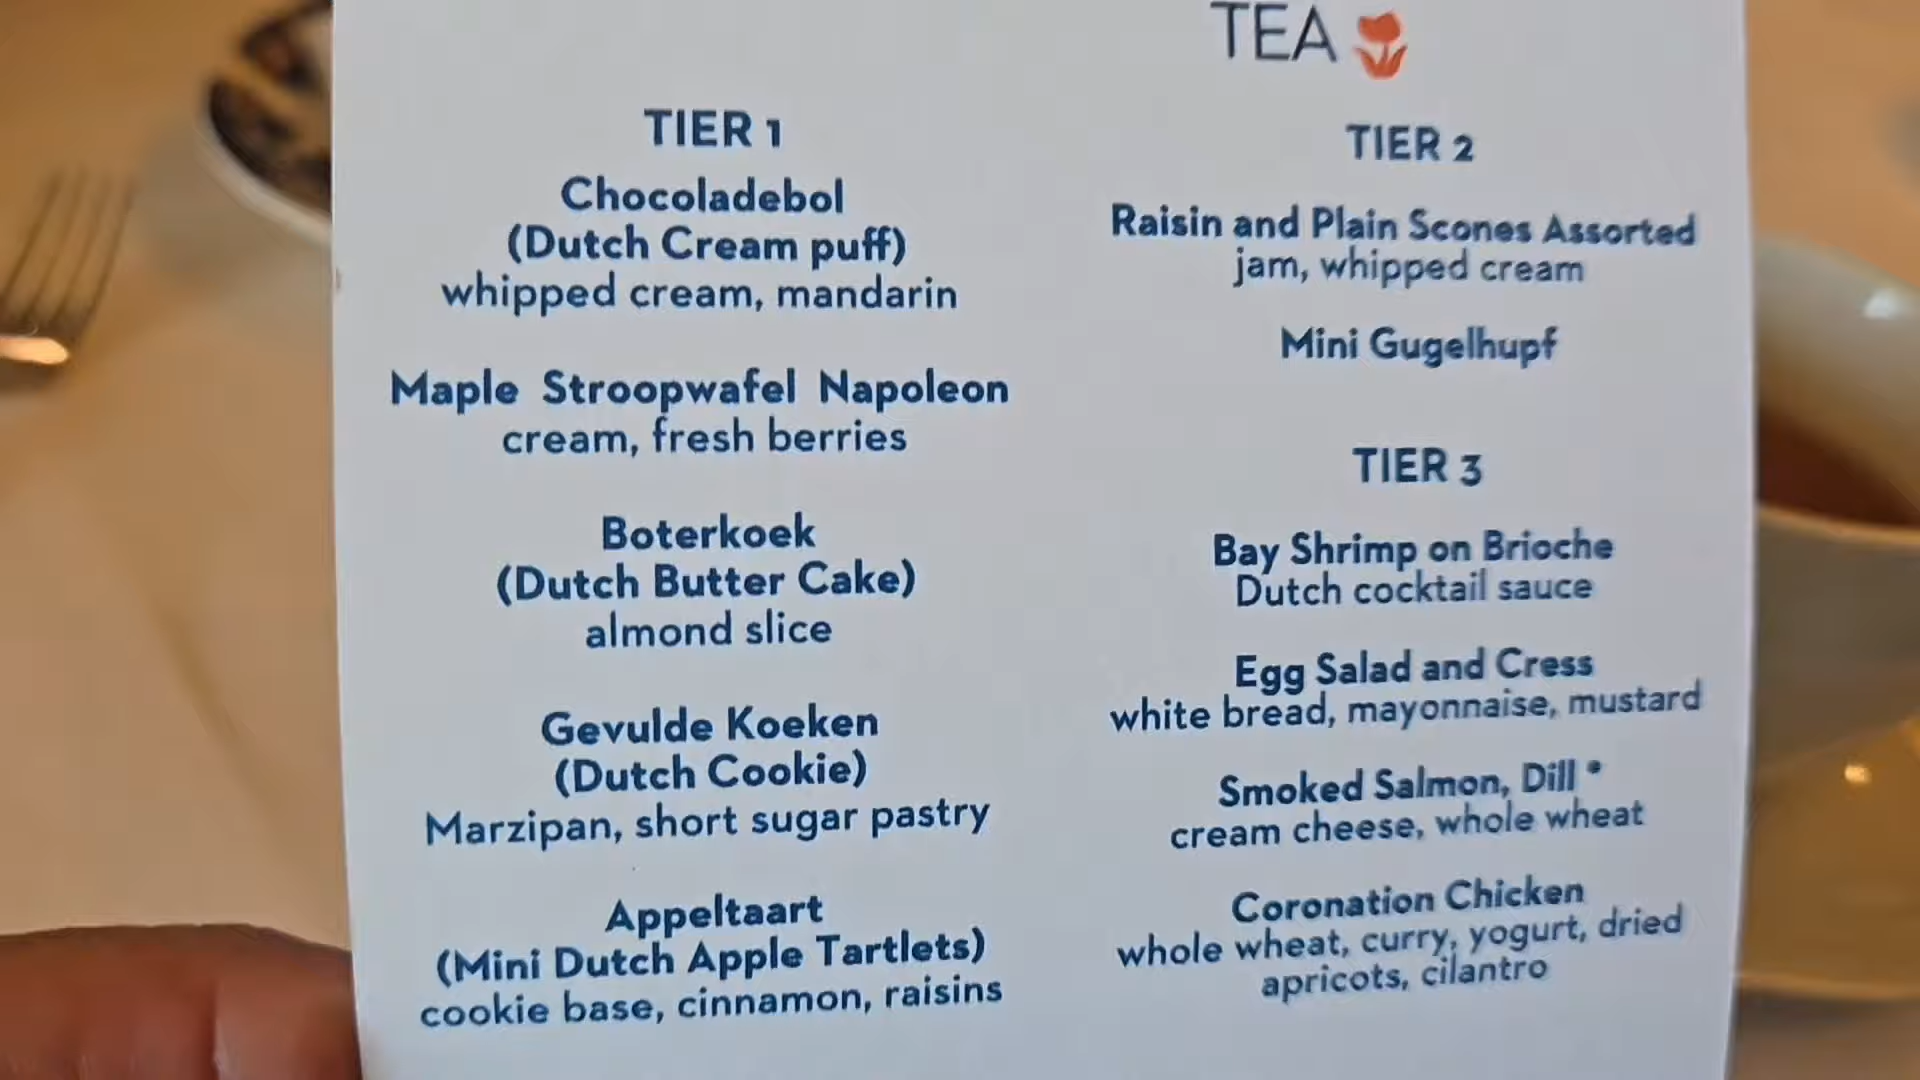 TEA
TIER 1
Chocoladebol
(Dutch Cream puff)
whipped cream, mandarin
Maple Stroopwafel Napoleon
cream, fresh berries
Boterkoek
(Dutch Butter Cake)
almond slice
Gevulde Koeken
(Dutch Cookie)
Marzipan, short sugar pastry
Appeltaart
(Mini Dutch Apple Tartlets)
cookie base, cinnamon, raisins
TIER 2
Raisin and Plain Scones Assorted
jam, whipped cream
Mini Gugelhupf
TIER 3
Bay Shrimp on Brioche
Dutch cocktail sauce
Egg Salad and Cress
white bread, mayonnaise, mustard
Smoked Salmon, Dill *
cream cheese, whole wheat
Coronation Chicken
whole wheat, curry, yogurt, dried
apricots, cilantro